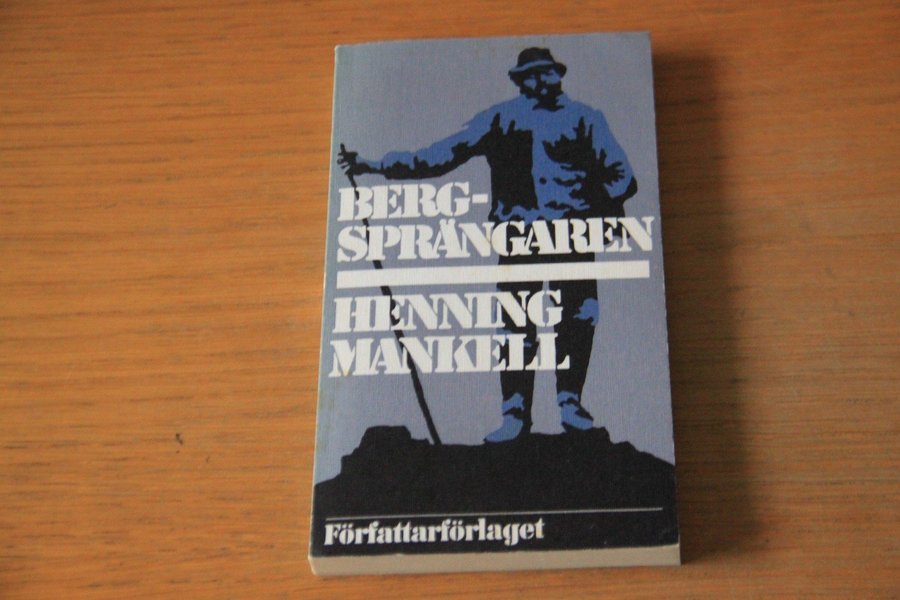 BERG-
SPRÄNGAREN
HENNING
MANKELL
Författarförlaget